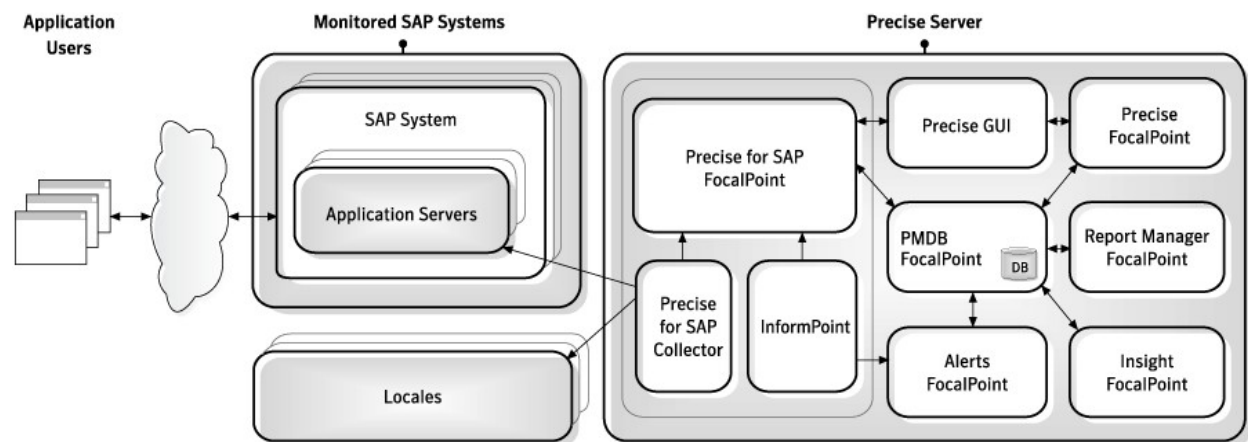 Application
Users
Monitored SAP Systems
Precise Server
SAP System
Application Servers
Locales
Precise for SAP
FocalPoint
Precise
for SAP
Collector
InformPoint
Precise GUI
Precise
FocalPoint
PMDB
FocalPoint
DB
Report Manager
FocalPoint
Alerts
FocalPoint
Insight
FocalPoint